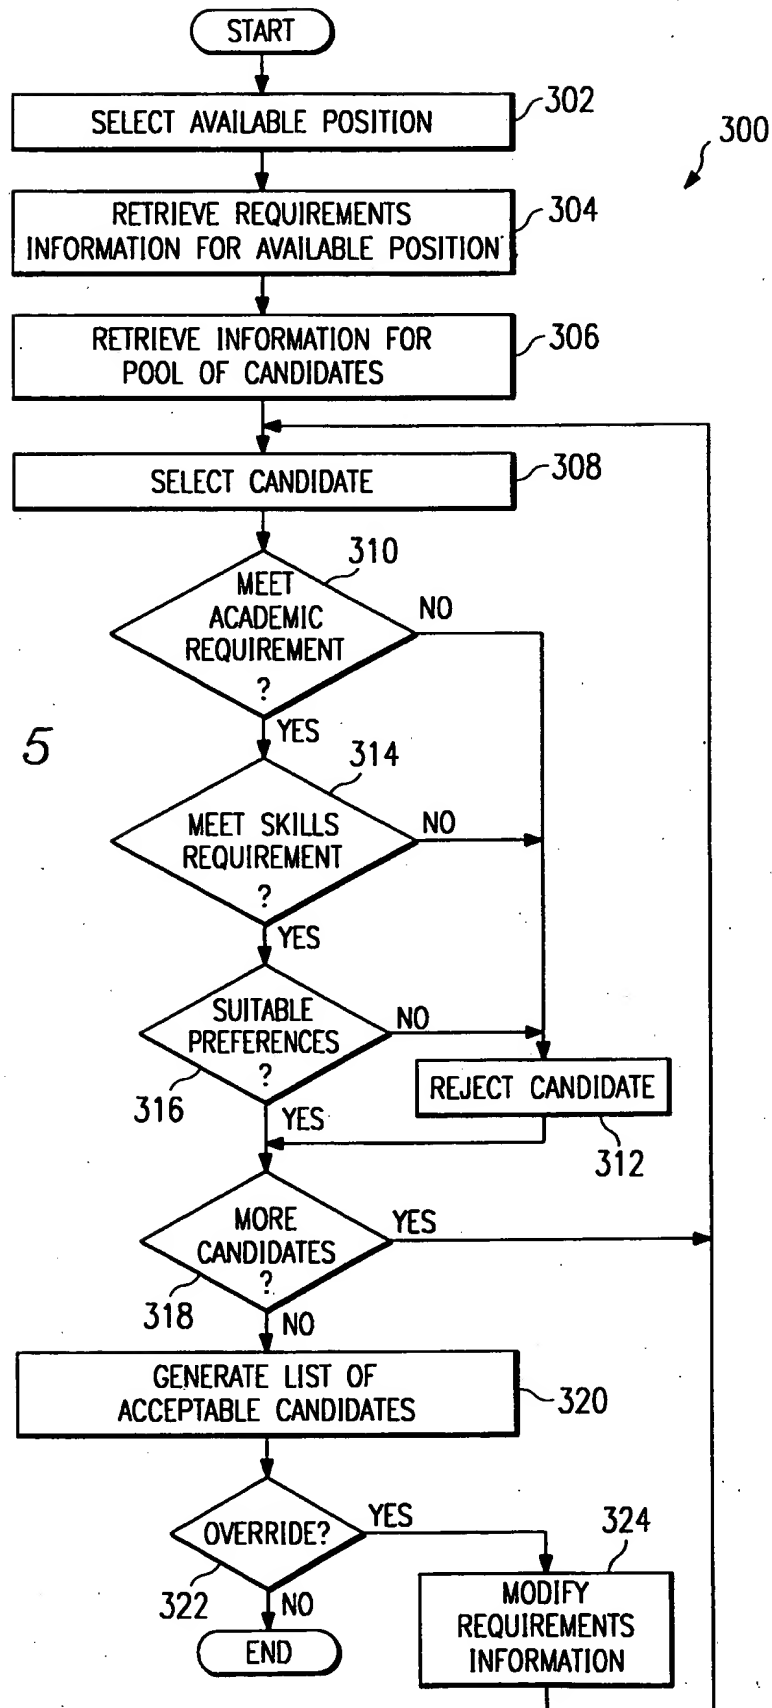 START
SELECT AVAILABLE POSITION
302
300
RETRIEVE REQUIREMENTS
INFORMATION FOR AVAILABLE POSITION
304
RETRIEVE INFORMATION FOR
POOL OF CANDIDATES
306
SELECT CANDIDATE
308
310
MEET
ACADEMIC
REQUIREMENT
?
NO
YES
5
314
MEET SKILLS
REQUIREMENT
?
NO
YES
SUITABLE
PREFERENCES
?
NO
316
YES
REJECT CANDIDATE
312
MORE
CANDIDATES
?
YES
318
NO
GENERATE LIST OF
ACCEPTABLE CANDIDATES
320
OVERRIDE?
YES
322
NO
324
MODIFY
REQUIREMENTS
INFORMATION
END